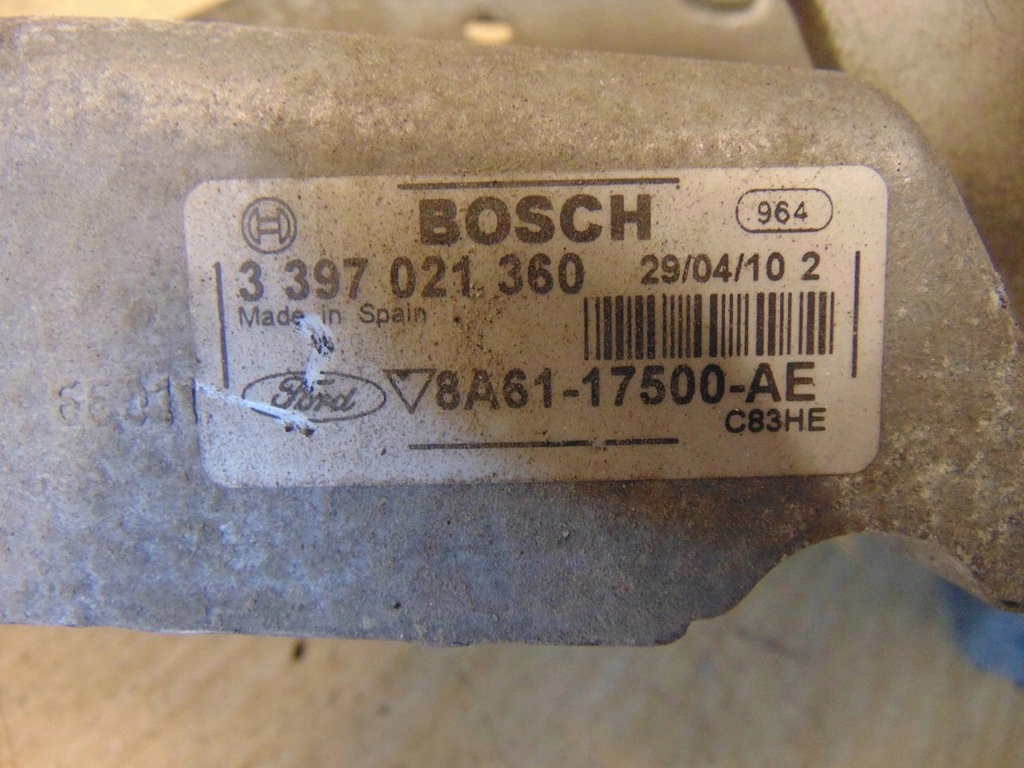 BOSCH 964
3 397 021 360 29/04/10 2
Made in Spain
Ford 8A61-17500-AE
C83HE